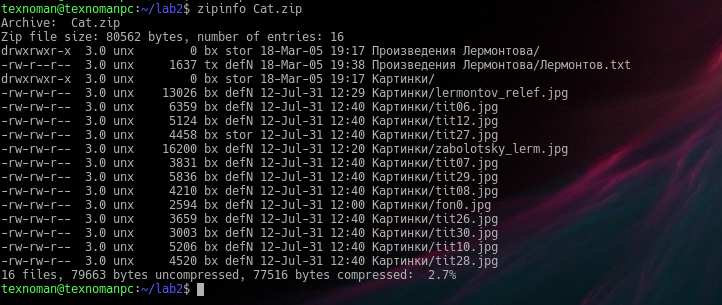 texnoman@texnomanpc:~/lab2$ zipinfo Cat.zip
Archive:  Cat.zip
Zip file size: 80562 bytes, number of entries: 16
drwxrwxr-x  3.0 unx        0 bx stor 18-Mar-05 19:17 Произведения Лермонтова/
-rw-r--r--  3.0 unx     1637 tx defN 18-Mar-05 19:38 Произведения Лермонтова/Лермонтов.txt
drwxrwxr-x  3.0 unx        0 bx stor 18-Mar-05 19:17 Картинки/
-rw-rw-r--  3.0 unx    13026 bx defN 12-Jul-31 12:29 Картинки/lermontov_relef.jpg
-rw-rw-r--  3.0 unx     6359 bx defN 12-Jul-31 12:40 Картинки/tit06.jpg
-rw-rw-r--  3.0 unx     5124 bx defN 12-Jul-31 12:40 Картинки/tit12.jpg
-rw-rw-r--  3.0 unx     4458 bx stor 12-Jul-31 12:40 Картинки/tit27.jpg
-rw-rw-r--  3.0 unx    16200 bx defN 12-Jul-31 12:20 Картинки/zabolotsky_lerm.jpg
-rw-rw-r--  3.0 unx     3831 bx defN 12-Jul-31 12:40 Картинки/tit07.jpg
-rw-rw-r--  3.0 unx     5836 bx defN 12-Jul-31 12:40 Картинки/tit29.jpg
-rw-rw-r--  3.0 unx     4210 bx defN 12-Jul-31 12:40 Картинки/tit08.jpg
-rw-rw-r--  3.0 unx     2594 bx defN 12-Jul-31 12:00 Картинки/fon0.jpg
-rw-rw-r--  3.0 unx     3659 bx defN 12-Jul-31 12:40 Картинки/tit26.jpg
-rw-rw-r--  3.0 unx     3003 bx defN 12-Jul-31 12:40 Картинки/tit30.jpg
-rw-rw-r--  3.0 unx     5206 bx defN 12-Jul-31 12:40 Картинки/tit10.jpg
-rw-rw-r--  3.0 unx     4520 bx defN 12-Jul-31 12:40 Картинки/tit28.jpg
16 files, 79663 bytes uncompressed, 77516 bytes compressed:  2.7%
texnoman@texnomanpc:~/lab2$